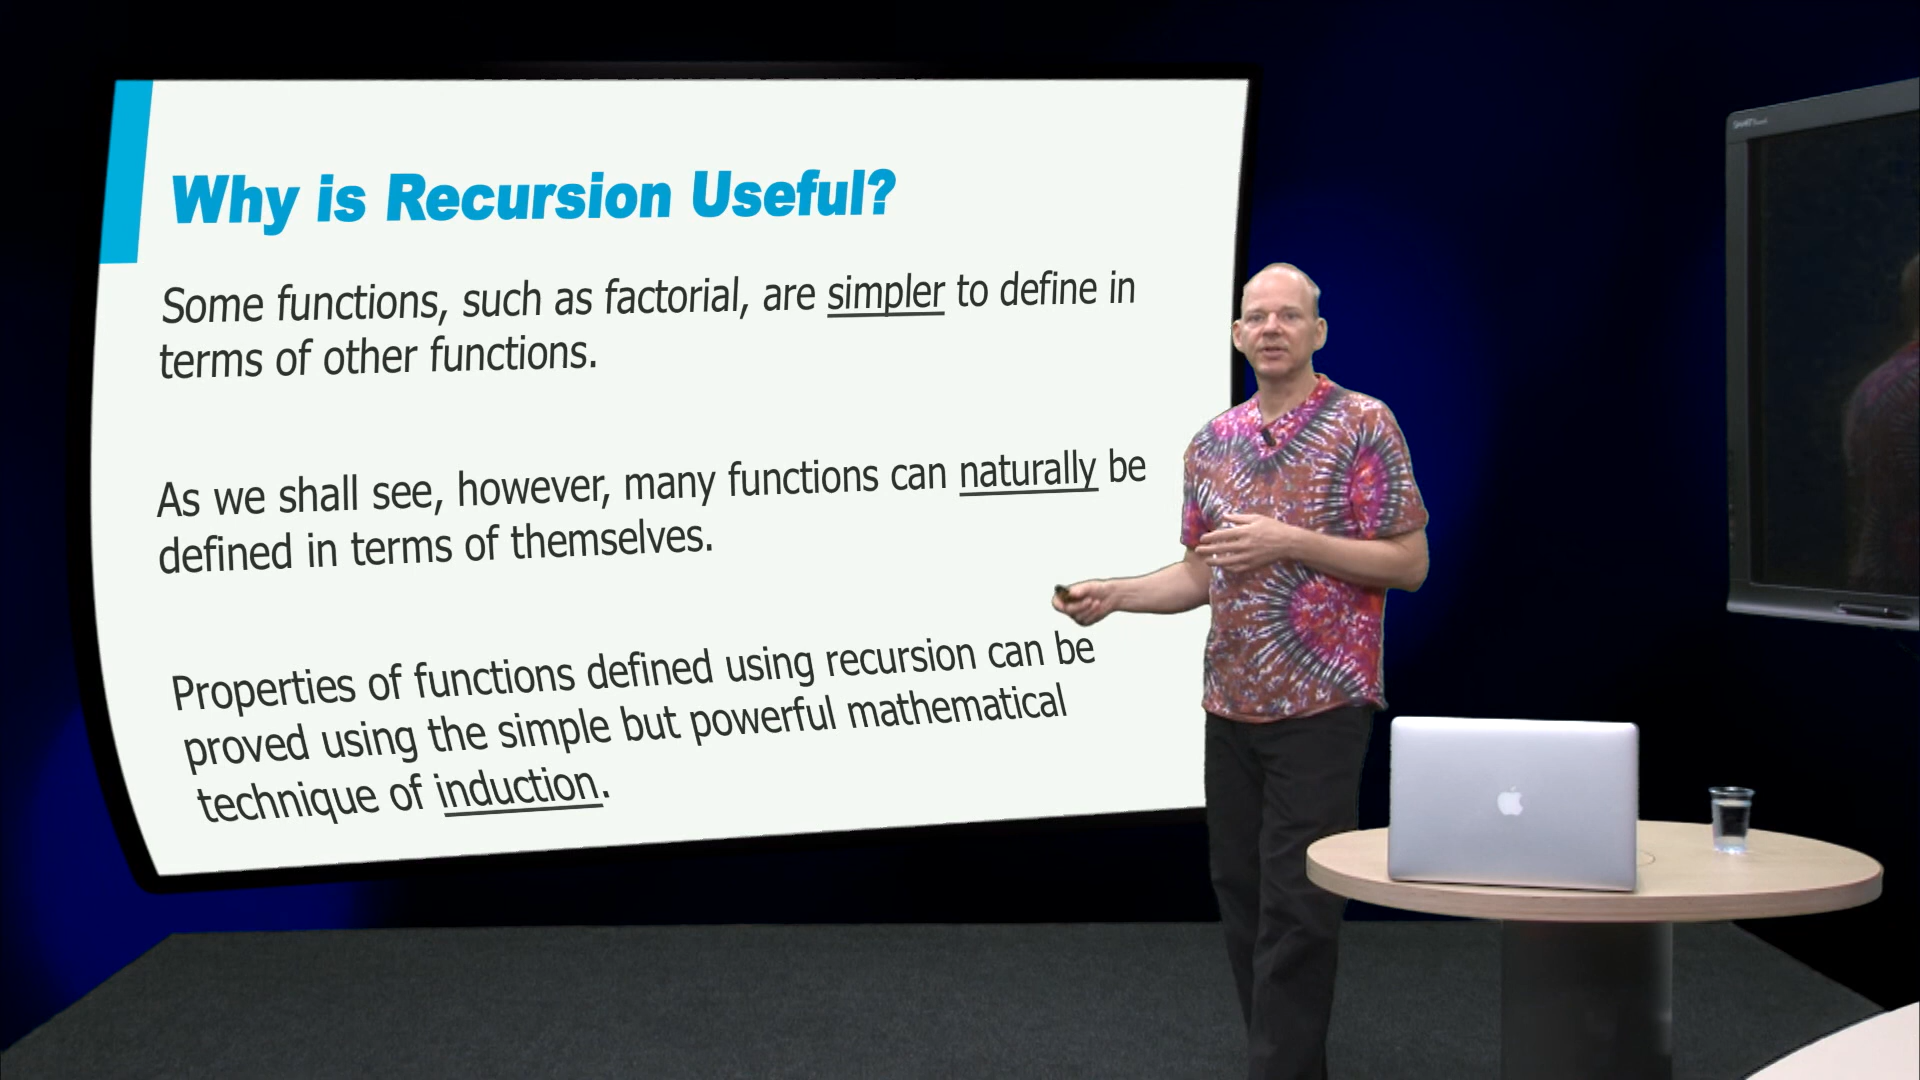 Why is Recursion Useful?
Some functions, such as factorial, are simpler to define in
terms of other functions.
As we shall see, however, many functions can naturally be
defined in terms of themselves.
Properties of functions defined using recursion can be
proved using the simple but powerful mathematical
technique of induction.